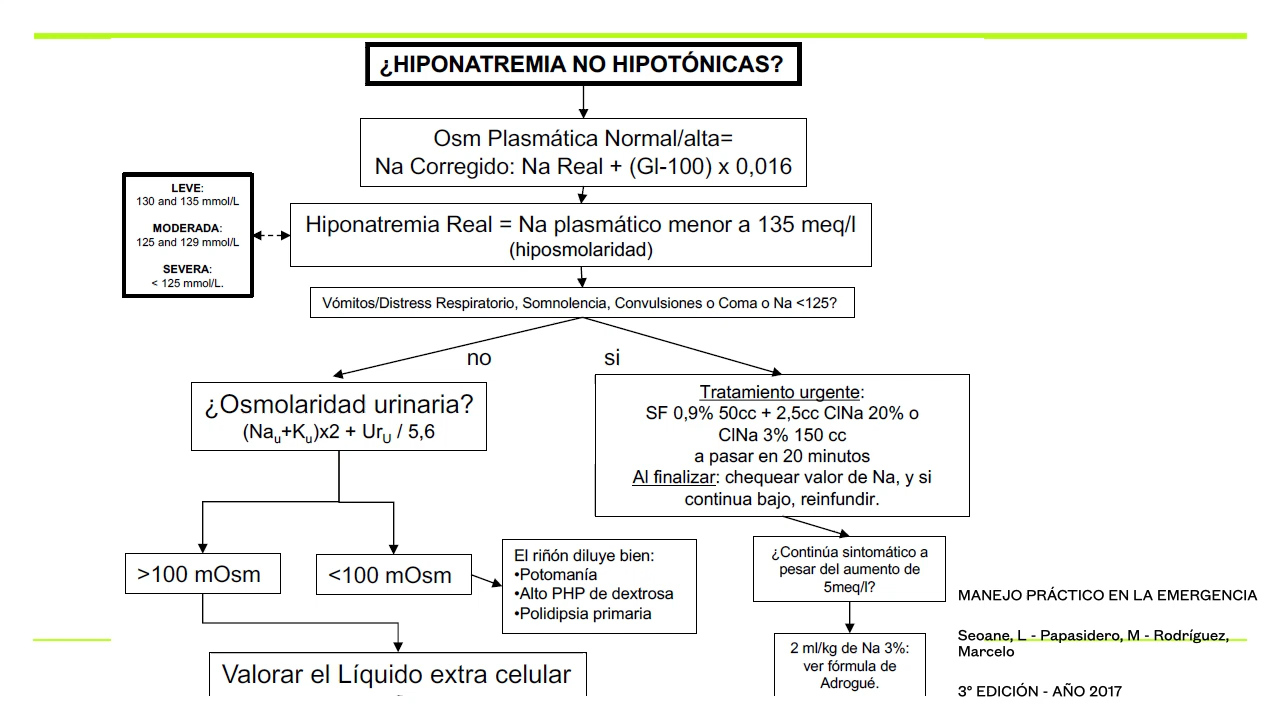 ¿HIPONATREMIA NO HIPOTÓNICAS?
Osm Plasmática Normal/alta=
Na Corregido: Na Real + (Gl-100) x 0,016
LEVE:
130 and 135 mmol/L
MODERADA:
125 and 129 mmol/L
SEVERA:
< 125 mmol/L.
Hiponatremia Real = Na plasmático menor a 135 meq/l
(hiposmolaridad)
Vómitos/Distress Respiratorio, Somnolencia, Convulsiones o Coma o Na <125?
no
si
¿Osmolaridad urinaria?
(Nau+Ku)x2 + UrU / 5,6
Tratamiento urgente:
SF 0,9% 50cc + 2,5cc ClNa 20% o
ClNa 3% 150 cc
a pasar en 20 minutos
Al finalizar: chequear valor de Na, y si
continua bajo, reinfundir.
>100 mOsm
<100 mOsm
El riñón diluye bien:
•Potomanía
•Alto PHP de dextrosa
•Polidipsia primaria
¿Continúa sintomático a
pesar del aumento de
5meq/l?
Valorar el Líquido extra celular
2 ml/kg de Na 3%:
ver fórmula de
Adrogué.
MANEJO PRÁCTICO EN LA EMERGENCIA
Seoane, L - Papasidero, M - Rodríguez,
Marcelo
3° EDICIÓN - AÑO 2017